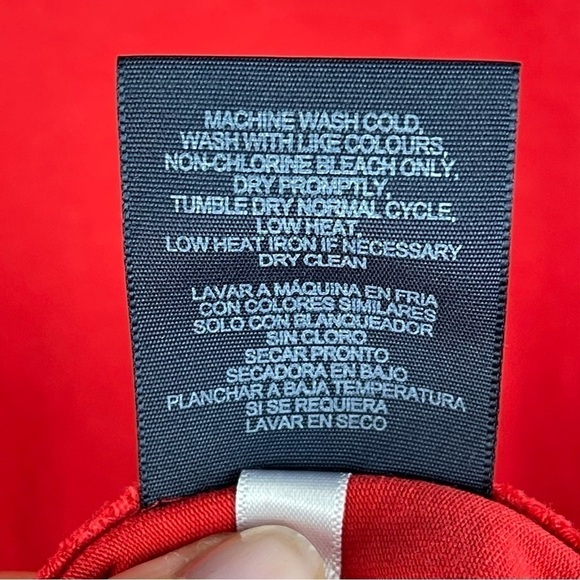 MACHINE WASH COLD,
WASH WITH LIKE COLOURS,
NON-CHLORINE BLEACH ONLY,
DRY PROMPTLY,
TUMBLE DRY NORMAL CYCLE,
LOW HEAT,
LOW HEAT IRON IF NECESSARY
DRY CLEAN
LAVAR A MÁQUINA EN FRIA
CON COLORES SIMILARES
SOLO CON BLANQUEADOR
SIN CLORO
SECAR PRONTO
SECADORA EN BAJO
PLANCHAR A BAJA TEMPERATURA
SI SE REQUIERA
LAVAR EN SECO